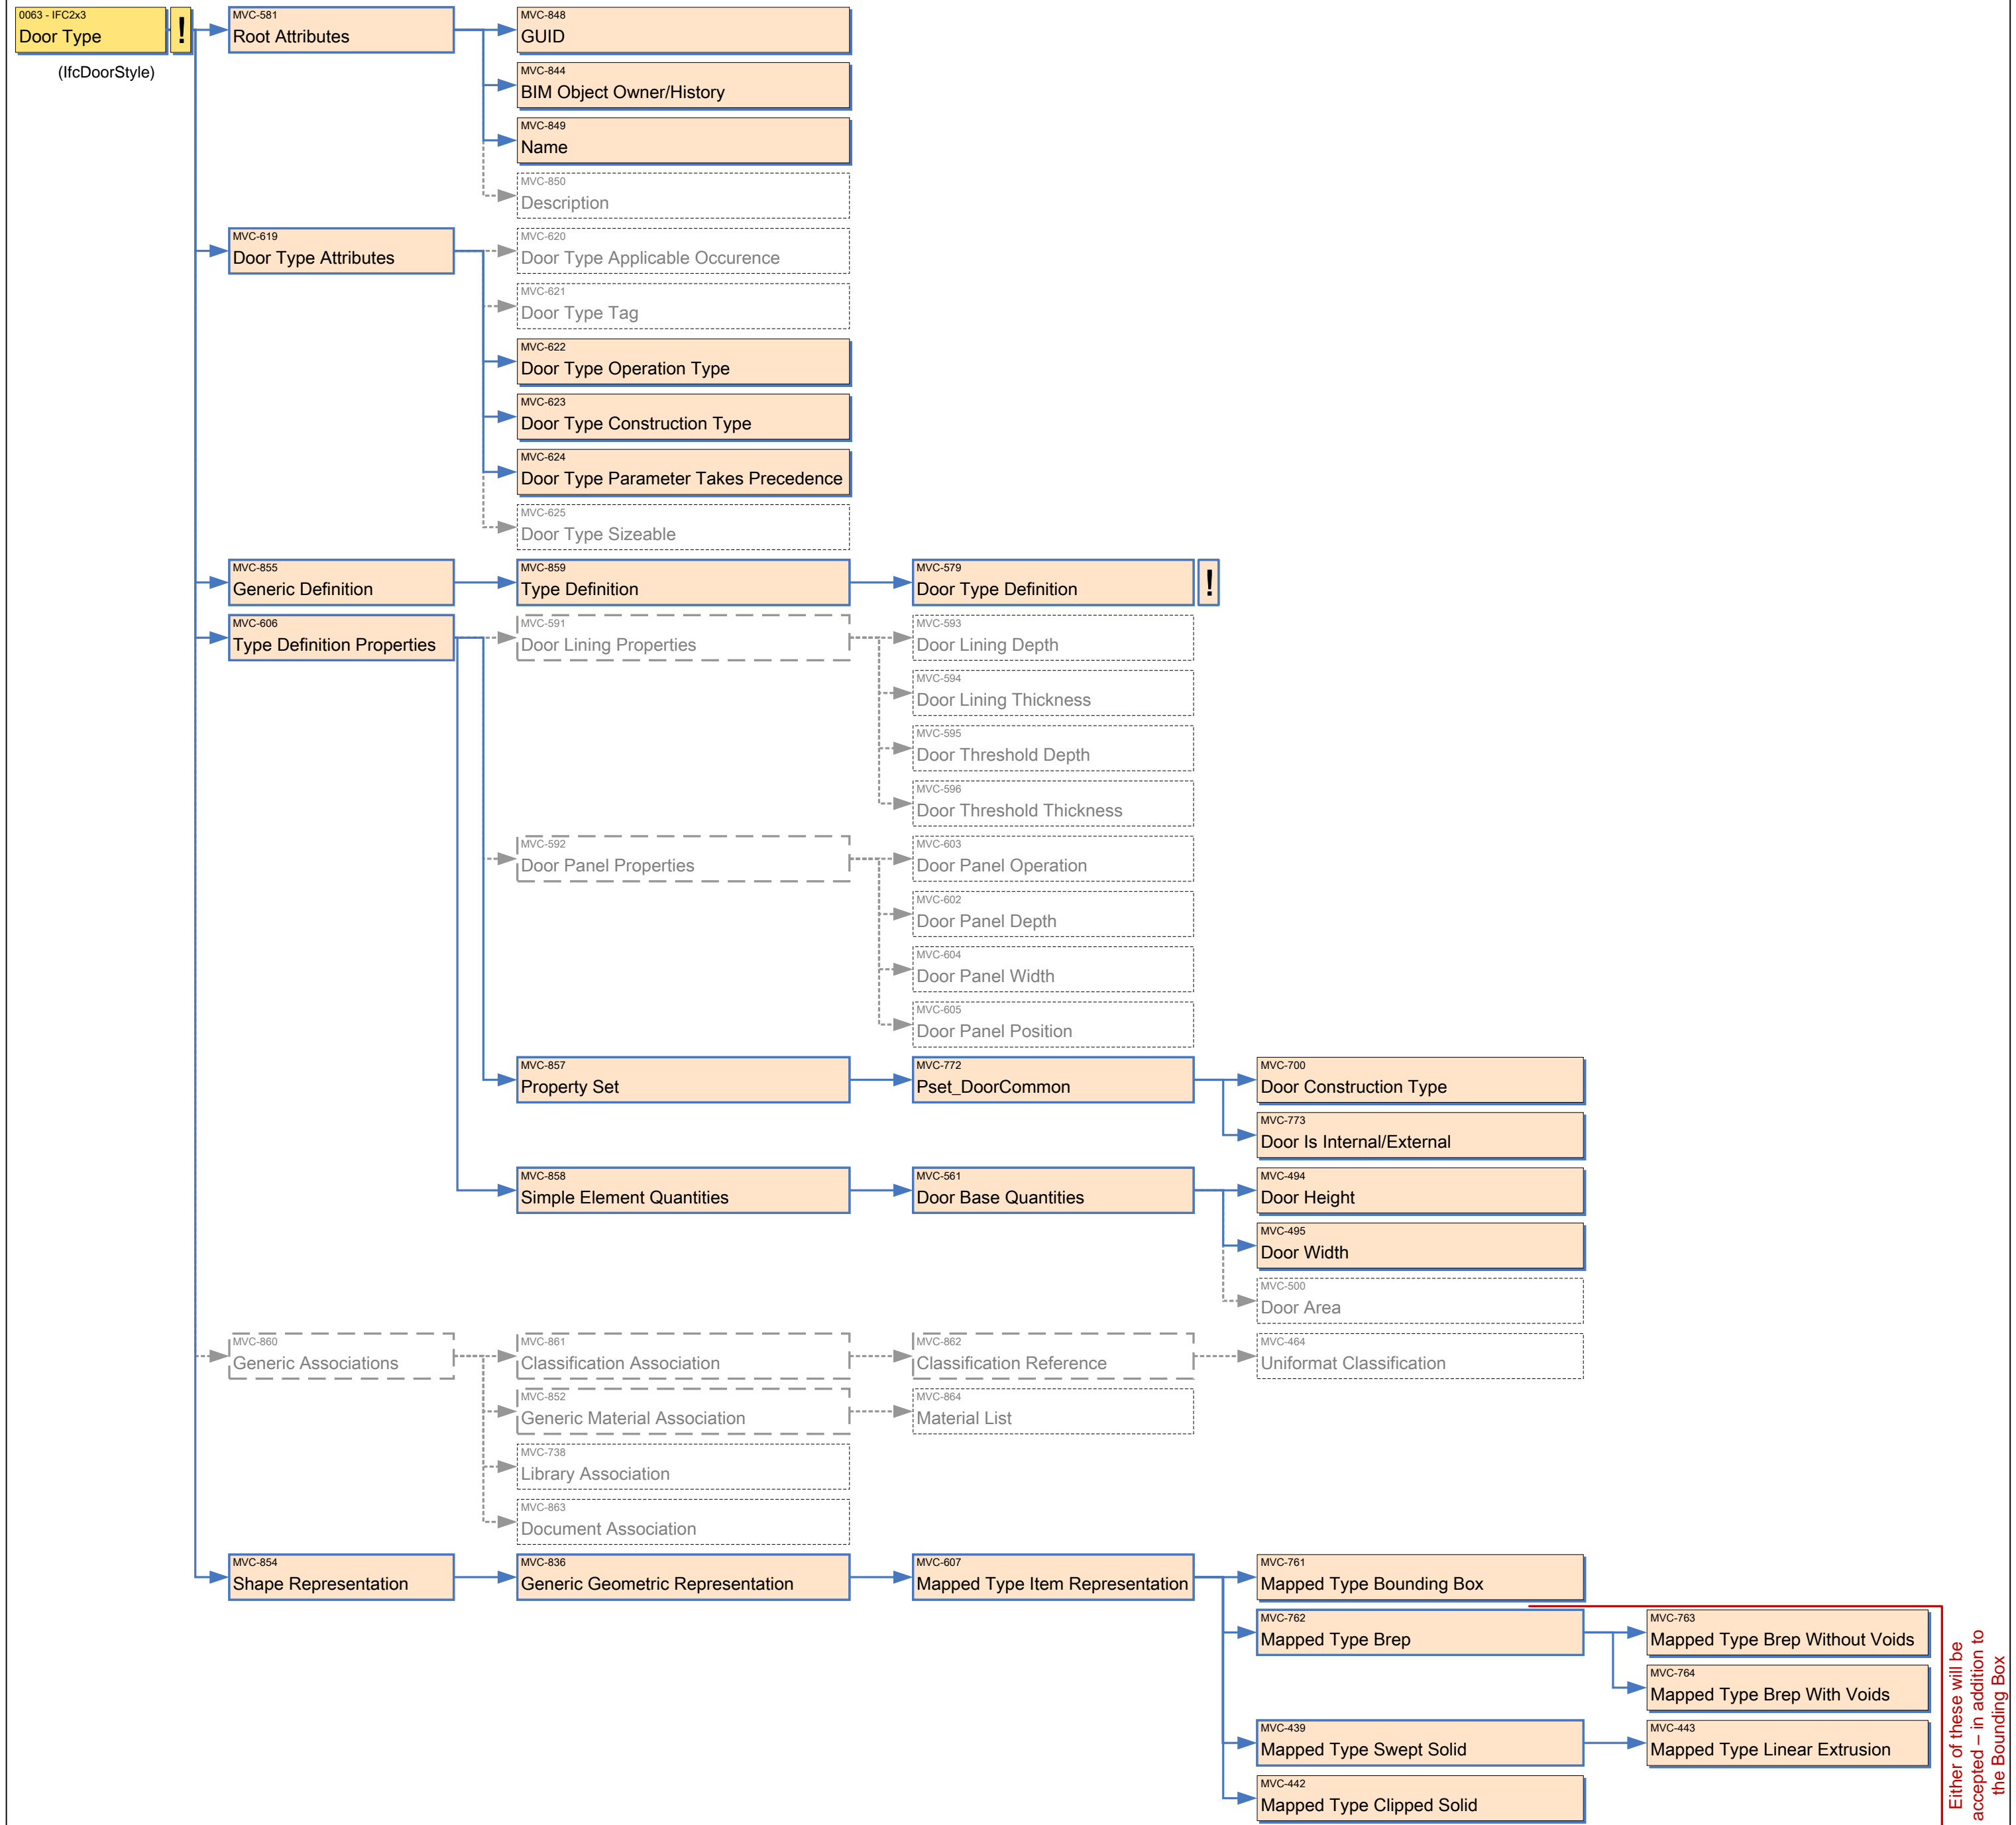 0063 - IFC2x3
Door Type
!
(IfcDoorStyle)
MVC-581
Root Attributes
MVC-848
GUID
MVC-844
BIM Object Owner/History
MVC-849
Name
MVC-850
Description
MVC-619
Door Type Attributes
MVC-620
Door Type Applicable Occurence
MVC-621
Door Type Tag
MVC-622
Door Type Operation Type
MVC-623
Door Type Construction Type
MVC-624
Door Type Parameter Takes Precedence
MVC-625
Door Type Sizeable
MVC-855
Generic Definition
MVC-859
Type Definition
MVC-579
Door Type Definition
!
MVC-606
Type Definition Properties
MVC-591
Door Lining Properties
MVC-593
Door Lining Depth
MVC-594
Door Lining Thickness
MVC-595
Door Threshold Depth
MVC-596
Door Threshold Thickness
MVC-592
Door Panel Properties
MVC-603
Door Panel Operation
MVC-602
Door Panel Depth
MVC-604
Door Panel Width
MVC-605
Door Panel Position
MVC-857
Property Set
MVC-772
Pset_DoorCommon
MVC-700
Door Construction Type
MVC-773
Door Is Internal/External
MVC-858
Simple Element Quantities
MVC-561
Door Base Quantities
MVC-494
Door Height
MVC-495
Door Width
MVC-500
Door Area
MVC-860
Generic Associations
MVC-861
Classification Association
MVC-862
Classification Reference
MVC-464
Uniformat Classification
MVC-852
Generic Material Association
MVC-864
Material List
MVC-738
Library Association
MVC-863
Document Association
MVC-854
Shape Representation
MVC-836
Generic Geometric Representation
MVC-607
Mapped Type Item Representation
MVC-761
Mapped Type Bounding Box
MVC-762
Mapped Type Brep
MVC-763
Mapped Type Brep Without Voids
MVC-764
Mapped Type Brep With Voids
MVC-439
Mapped Type Swept Solid
MVC-443
Mapped Type Linear Extrusion
MVC-442
Mapped Type Clipped Solid
Either of these will be
accepted – in addition to
the Bounding Box